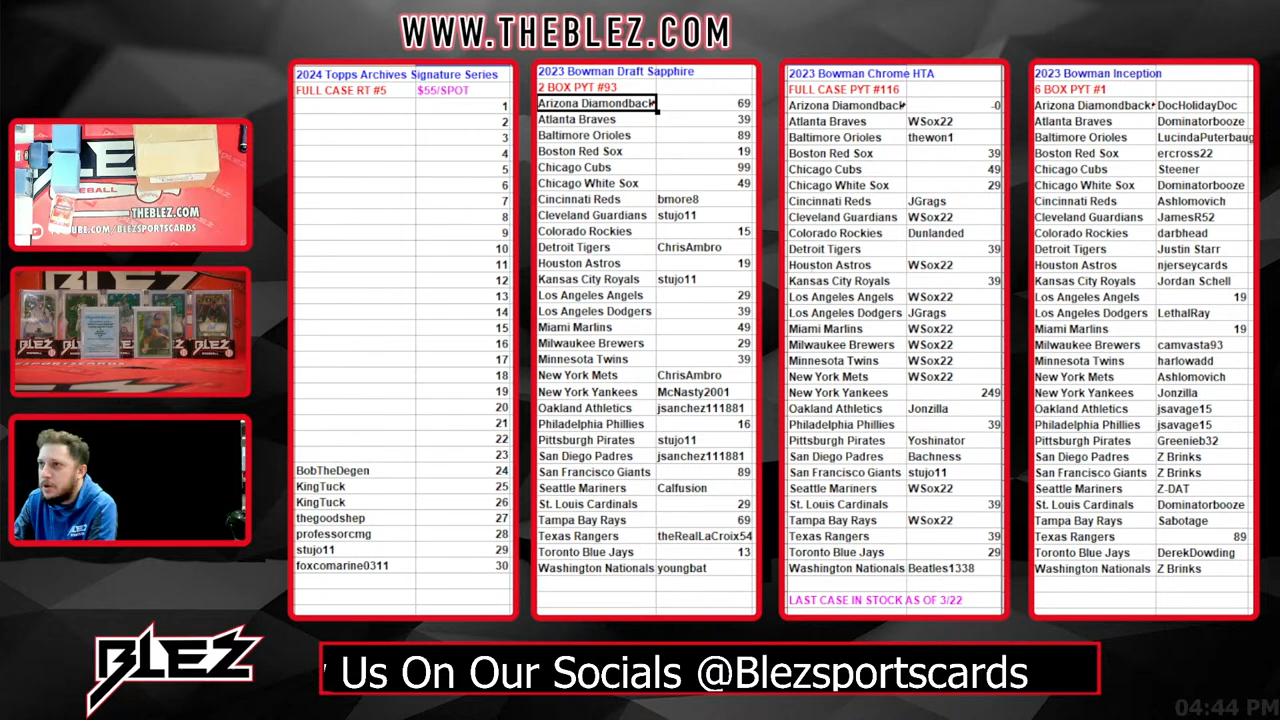 WWW.THEBLEZ.COM
2024 Topps Archives Signature Series
FULL CASE RT #5 $55/SPOT
1
2
3
4
5
6
7
8
9
10
11
12
13
14
15
16
17
18
19
20
21
22
23
BobTheDegen 24
KingTuck 25
KingTuck 26
thegoodshep 27
professorcmg 28
stujo11 29
foxcomarine0311 30
2023 Bowman Draft Sapphire
2 BOX PYT #93
Arizona Diamondback 69
Atlanta Braves 39
Baltimore Orioles 89
Boston Red Sox 19
Chicago Cubs 99
Chicago White Sox 49
Cincinnati Reds bmore8
Cleveland Guardians stujo11
Colorado Rockies 15
Detroit Tigers ChrisAmbro
Houston Astros 19
Kansas City Royals stujo11
Los Angeles Angels 29
Los Angeles Dodgers 39
Miami Marlins 49
Milwaukee Brewers 29
Minnesota Twins 39
New York Mets ChrisAmbro
New York Yankees McNasty2001
Oakland Athletics jsanchez111881
Philadelphia Phillies 16
Pittsburgh Pirates stujo11
San Diego Padres jsanchez111881
San Francisco Giants 89
Seattle Mariners Calfusion
St. Louis Cardinals 29
Tampa Bay Rays 69
Texas Rangers theRealLaCroix54
Toronto Blue Jays 13
Washington Nationals youngbat
2023 Bowman Chrome HTA
FULL CASE PYT #116
Arizona Diamondback -0
Atlanta Braves WSox22
Baltimore Orioles thewon1
Boston Red Sox 39
Chicago Cubs 49
Chicago White Sox 29
Cincinnati Reds JGrags
Cleveland Guardians WSox22
Colorado Rockies Dunlanded
Detroit Tigers 39
Houston Astros WSox22
Kansas City Royals 39
Los Angeles Angels WSox22
Los Angeles Dodgers JGrags
Miami Marlins WSox22
Milwaukee Brewers WSox22
Minnesota Twins WSox22
New York Mets WSox22
New York Yankees 249
Oakland Athletics Jonzilla
Philadelphia Phillies 39
Pittsburgh Pirates Yoshinator
San Diego Padres Bachness
San Francisco Giants stujo11
Seattle Mariners WSox22
St. Louis Cardinals 39
Tampa Bay Rays WSox22
Texas Rangers 39
Toronto Blue Jays 29
Washington Nationals Beatles1338
LAST CASE IN STOCK AS OF 3/22
2023 Bowman Inception
6 BOX PYT #1
Arizona Diamondback DocHolidayDoc
Atlanta Braves Dominatorbooze
Baltimore Orioles LucindaPuterbaug
Boston Red Sox ercross22
Chicago Cubs Steener
Chicago White Sox Dominatorbooze
Cincinnati Reds Ashlomovich
Cleveland Guardians JamesR52
Colorado Rockies darbhead
Detroit Tigers Justin Starr
Houston Astros njerseycards
Kansas City Royals Jordan Schell
Los Angeles Angels 19
Los Angeles Dodgers LethalRay
Miami Marlins 19
Milwaukee Brewers camvasta93
Minnesota Twins harlowadd
New York Mets Ashlomovich
New York Yankees Jonzilla
Oakland Athletics jsavage15
Philadelphia Phillies jsavage15
Pittsburgh Pirates Greenieb32
San Diego Padres Z Brinks
San Francisco Giants Z Brinks
Seattle Mariners Z-DAT
St. Louis Cardinals Dominatorbooze
Tampa Bay Rays Sabotage
Texas Rangers 89
Toronto Blue Jays DerekDowding
Washington Nationals Z Brinks
THEBLEZ.COM
BLEZ
Us On Our Socials @Blezsportscards
04:44 PM